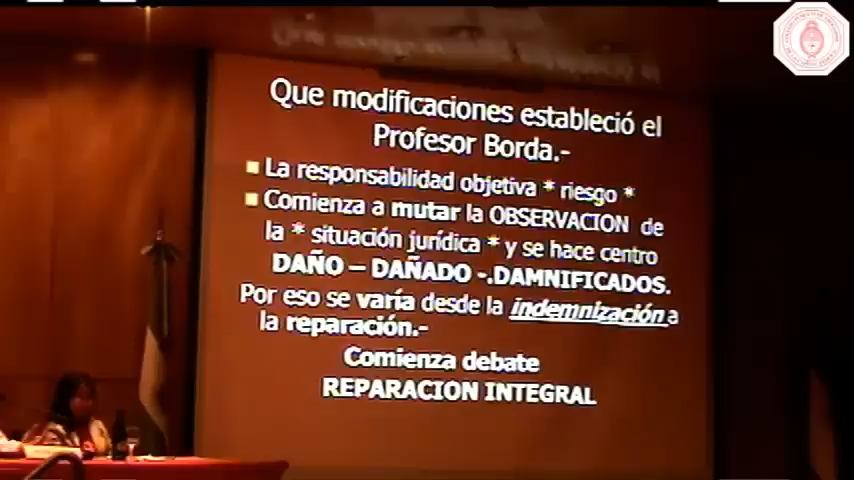 Que modificaciones estableció el
Profesor Borda.-
La responsabilidad objetiva * riesgo *
Comienza a mutar la OBSERVACION de
la * situación jurídica * y se hace centro
DAÑO – DAÑADO -.DAMNIFICADOS.
Por eso se varía desde la indemnización a
la reparación.-
Comienza debate
REPARACION INTEGRAL